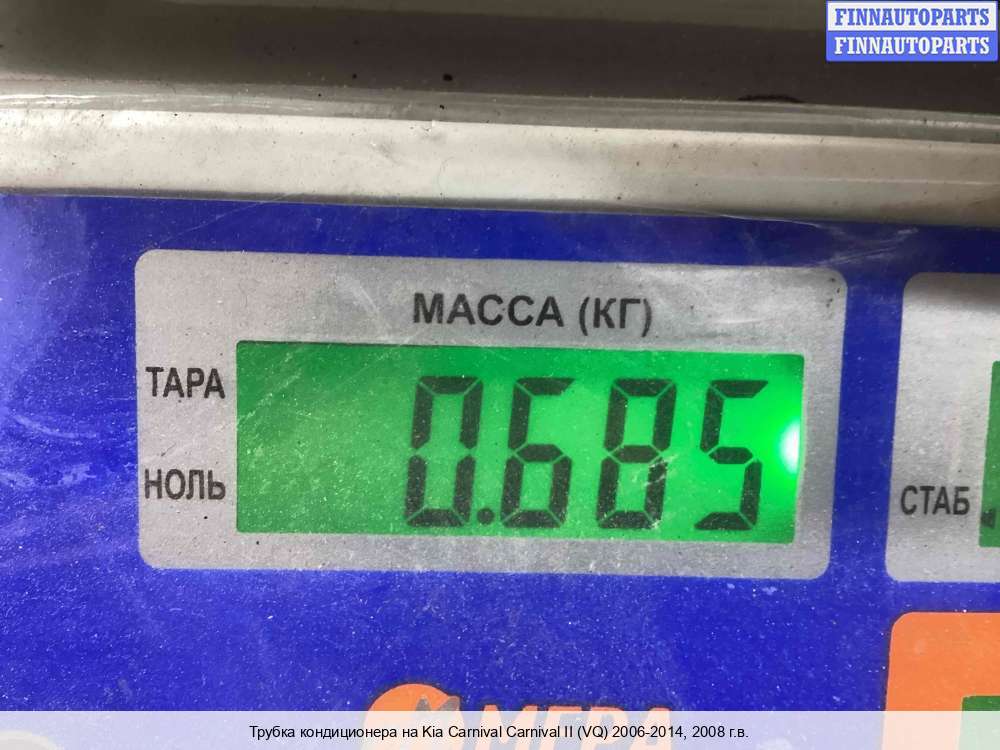 FINNAUTOPARTS
FINNAUTOPARTS
МАССА (КГ)
ТАРА
0.685
НОЛЬ
СТАБ
МЕРА
Трубка кондиционера на Kia Carnival Carnival II (VQ) 2006-2014, 2008 г.в.